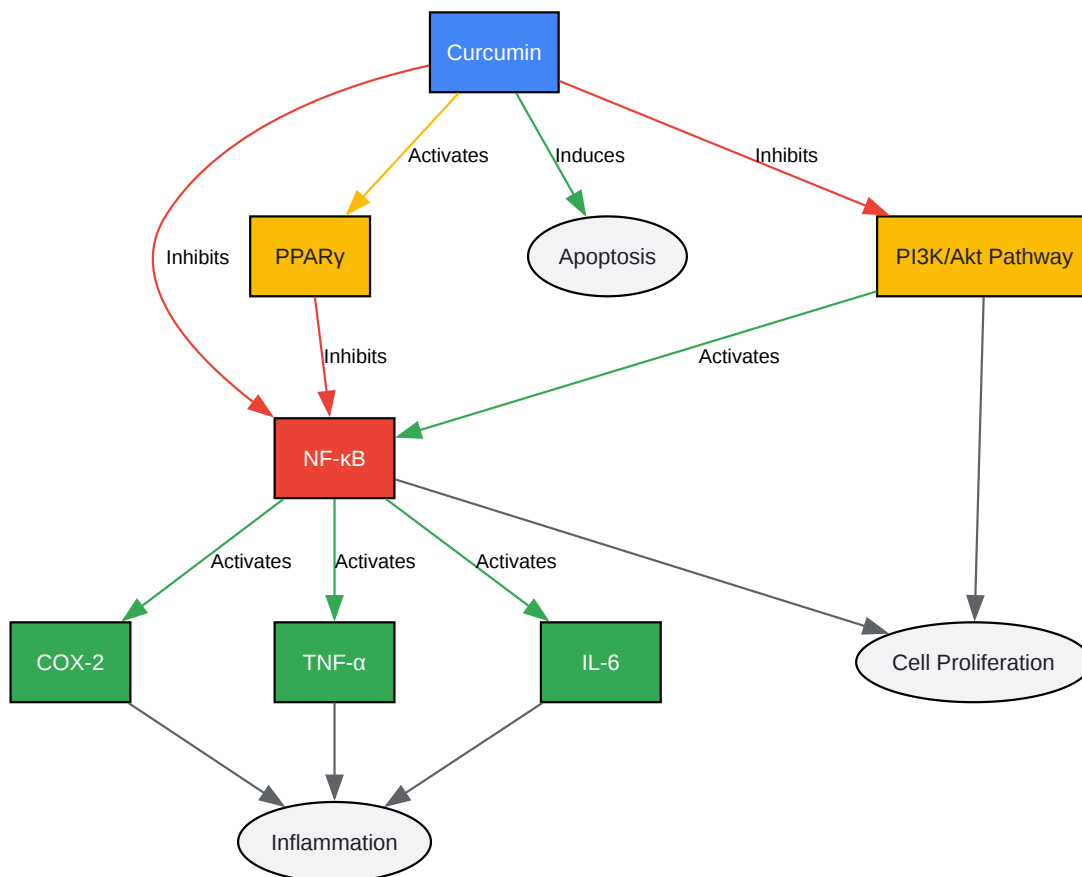 Curcumin
Activates
Induces
Inhibits
Inhibits
PPARγ
Apoptosis
PI3K/Akt Pathway
Inhibits
Activates
NF-κB
Activates
Activates
Activates
COX-2
TNF-α
IL-6
Cell Proliferation
Inflammation